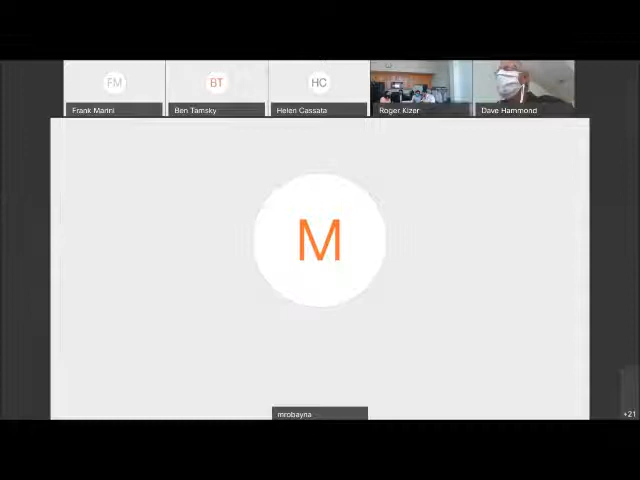 FM
BT
HC
Frank Marini
Ben Tamsky
Helen Cassata
Roger Kizer
Dave Hammond
M
mrobayna
+21